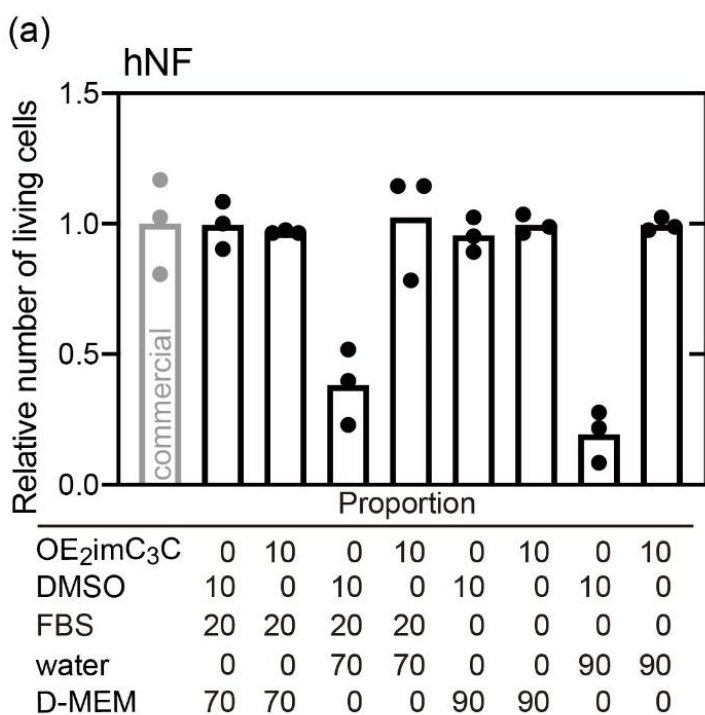 (a)
hNF
Relative number of living cells
1.5
1.0
0.5
0.0
commercial
Proportion
OE₂imC₃C 0 10 0 10 0 10 0 10
DMSO 10 0 10 0 10 0 10 0
FBS 20 20 20 20 0 0 0 0
water 0 0 70 70 0 0 90 90
D-MEM 70 70 0 0 90 90 0 0